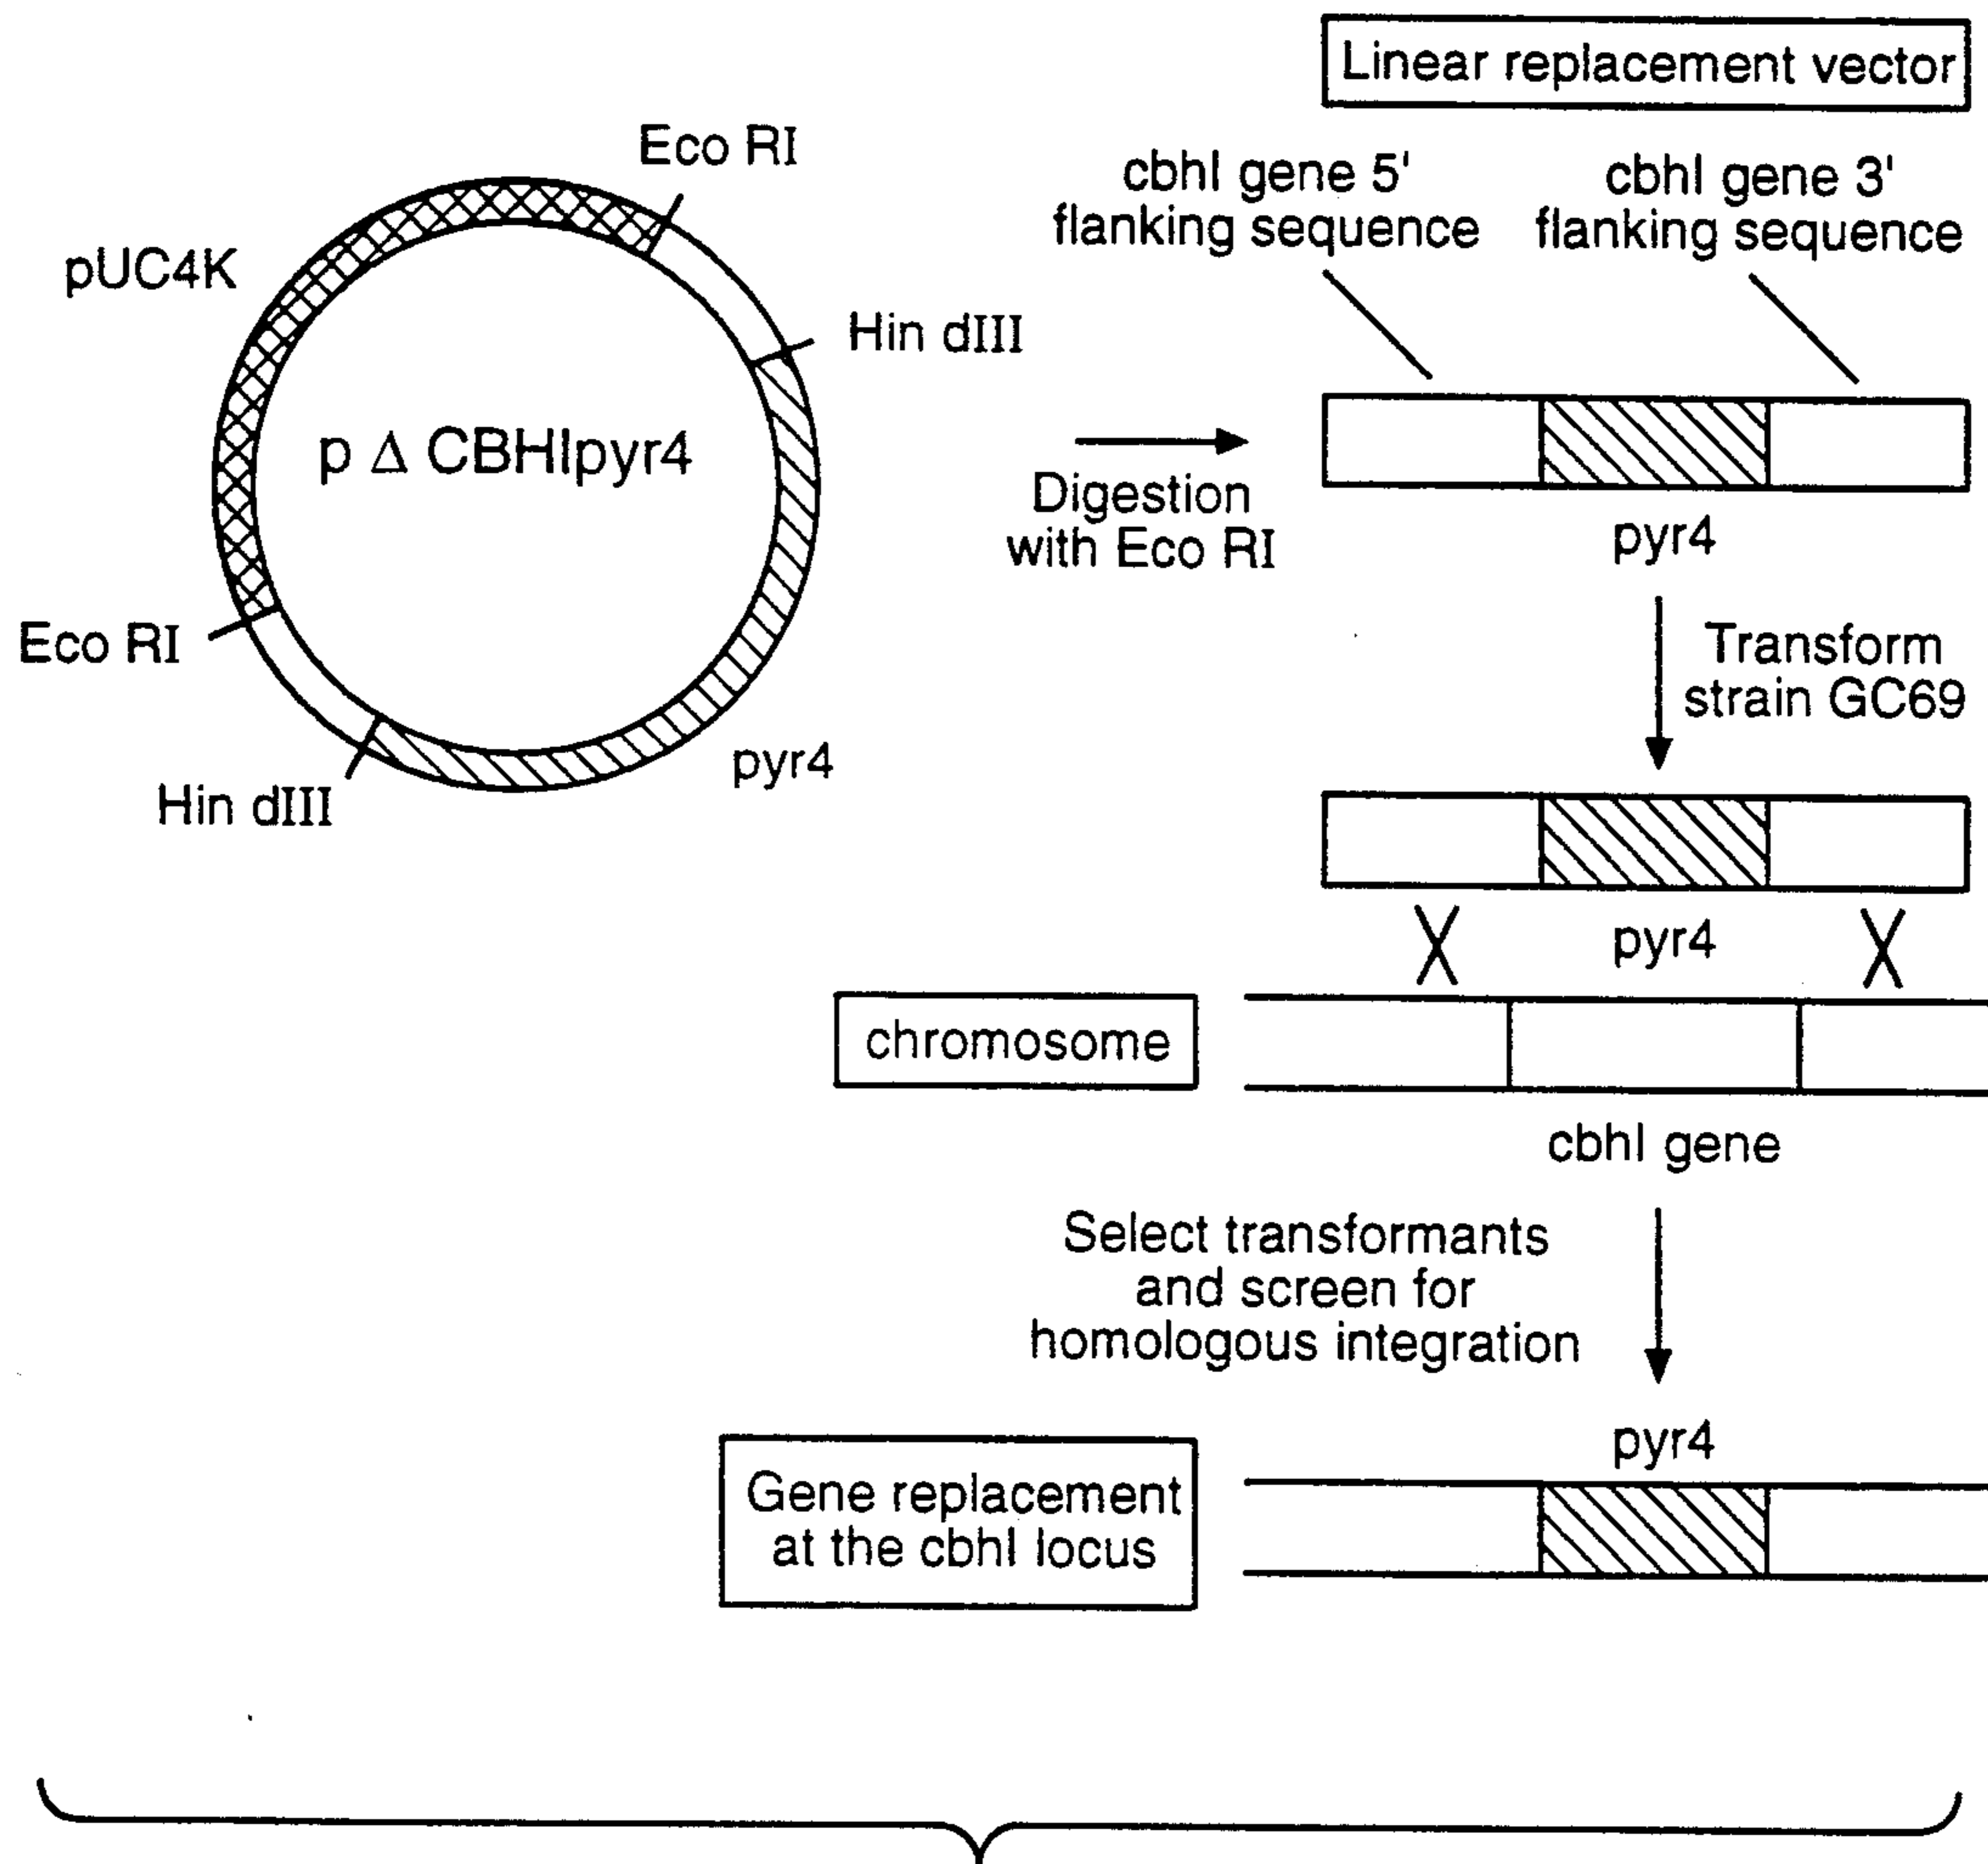 Linear replacement vector
Eco RI
cbhI gene 5'
flanking sequence
cbhI gene 3'
flanking sequence
pUC4K
Hin dIII
p Δ CBHIpyr4
Digestion
with Eco RI
pyr4
Eco RI
Transform
strain GC69
pyr4
Hin dIII
pyr4
chromosome
cbhI gene
Select transformants
and screen for
homologous integration
pyr4
Gene replacement
at the cbhI locus